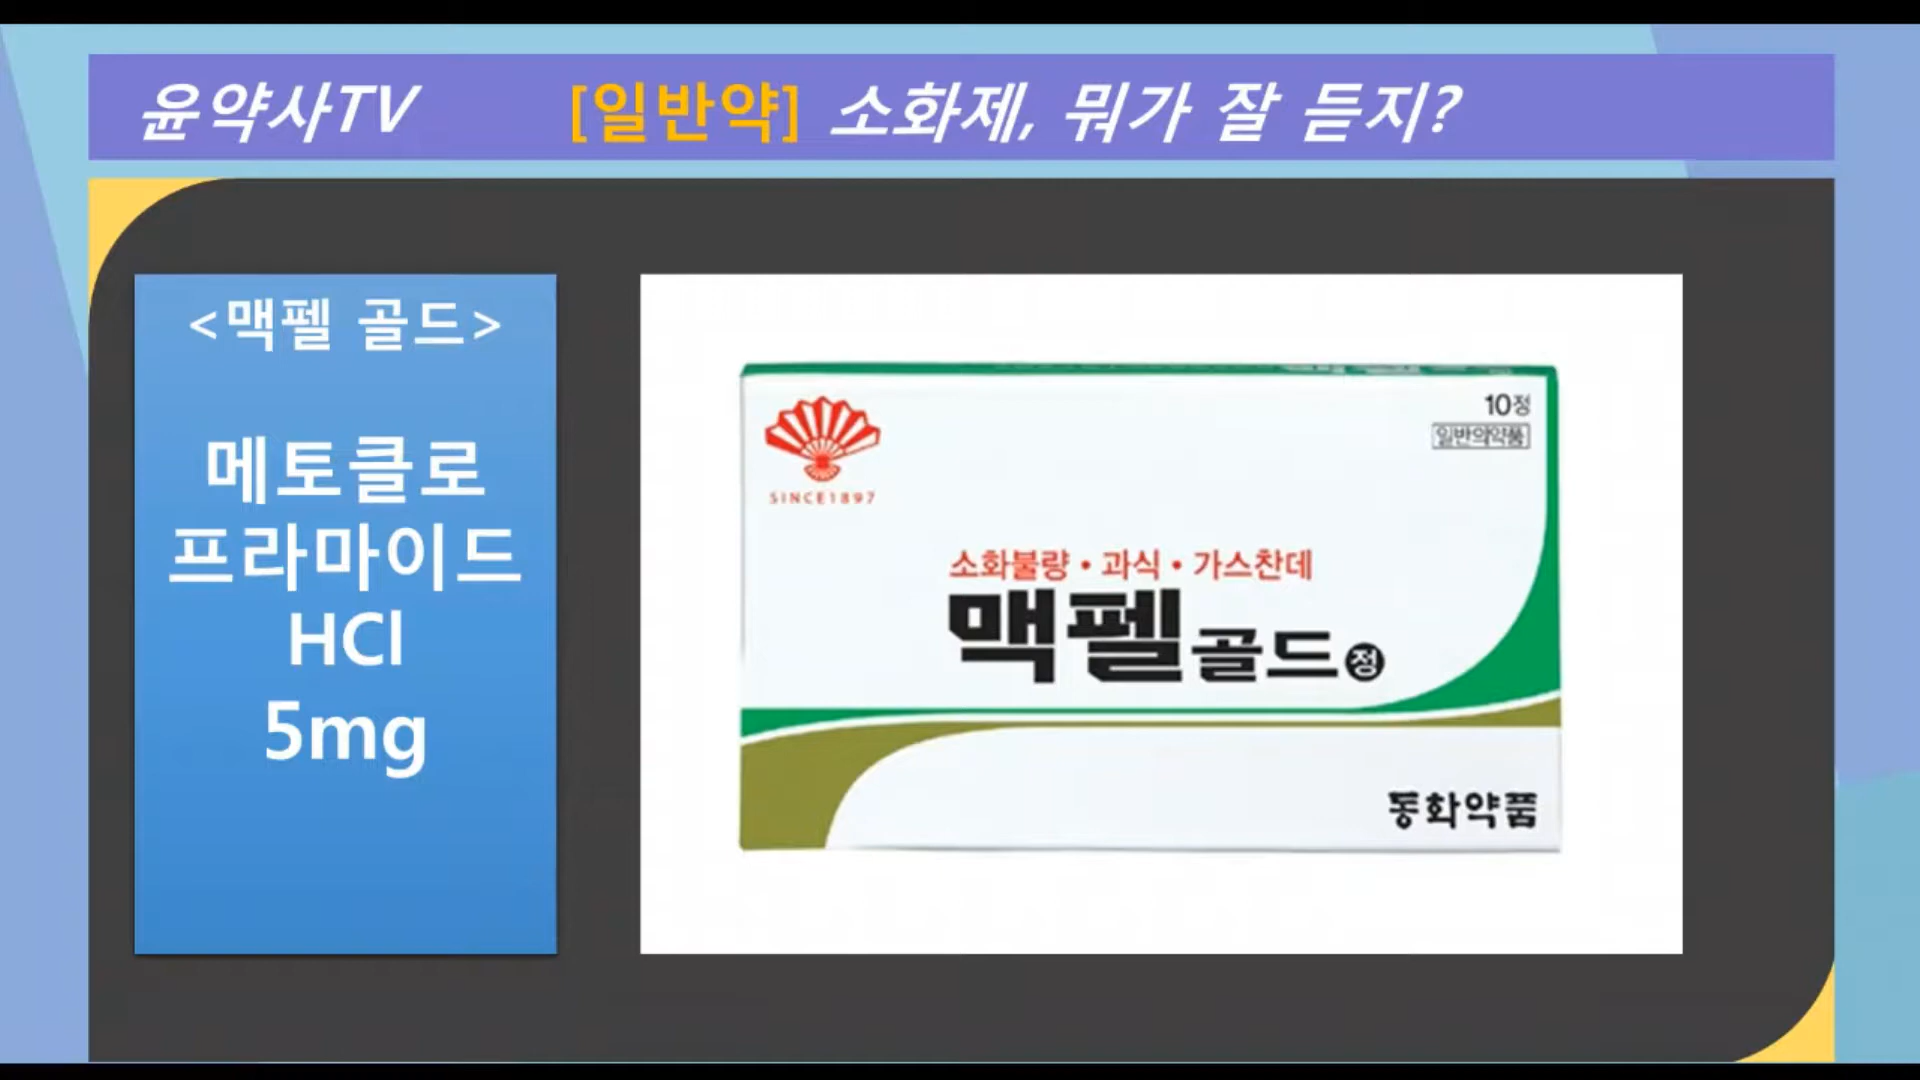 윤약사TV [일반약] 소화제, 뭐가 잘 듣지?
<맥펠 골드>
메토클로
프라마이드
HCl
5mg
SINCE1897
10정
일반의약품
소화불량 • 과식 • 가스찬데
맥펠골드정
동화약품